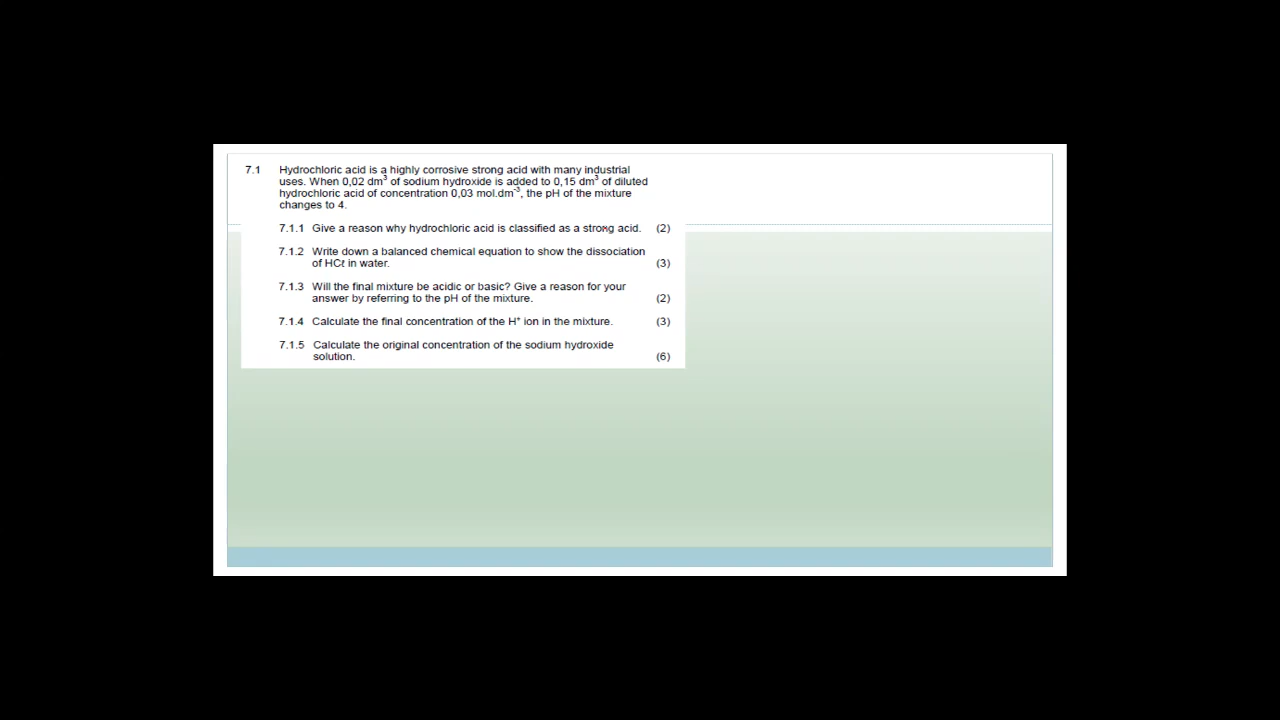 7.1 Hydrochloric acid is a highly corrosive strong acid with many industrial
uses. When 0,02 dm³ of sodium hydroxide is added to 0,15 dm³ of diluted
hydrochloric acid of concentration 0,03 mol.dm⁻³, the pH of the mixture
changes to 4.
7.1.1 Give a reason why hydrochloric acid is classified as a strong acid. (2)
7.1.2 Write down a balanced chemical equation to show the dissociation
of HCℓ in water. (3)
7.1.3 Will the final mixture be acidic or basic? Give a reason for your
answer by referring to the pH of the mixture. (2)
7.1.4 Calculate the final concentration of the H⁺ ion in the mixture. (3)
7.1.5 Calculate the original concentration of the sodium hydroxide
solution. (6)